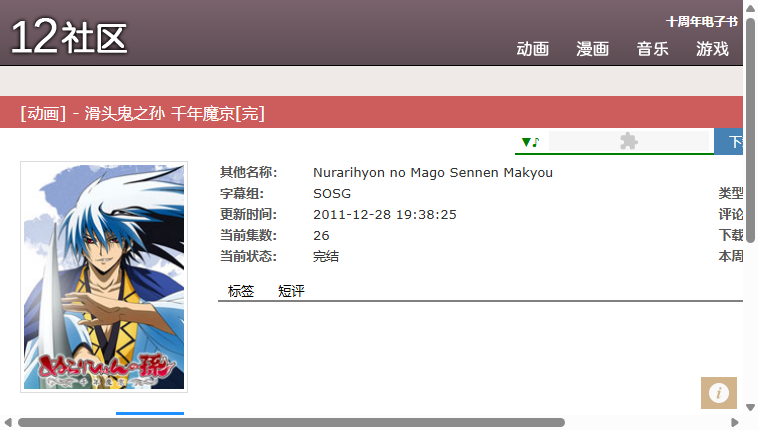 十周年电子书
12社区
动画 漫画 音乐 游戏
[动画] - 滑头鬼之孙 千年魔京[完]
▼♪
其他名称: Nurarihyon no Mago Sennen Makyou
字幕组: SOSG 类型
更新时间: 2011-12-28 19:38:25 评论
当前集数: 26 下载
当前状态: 完结 本周
标签 短评
ぬらりひょんの孫
千年魔京